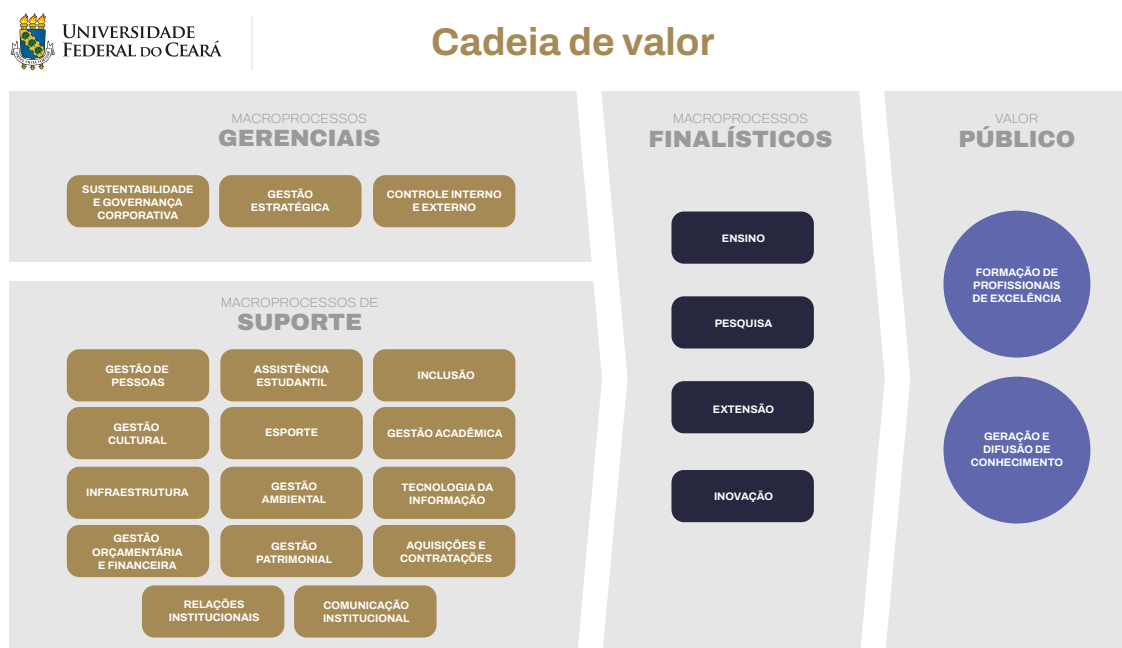 UNIVERSIDADE
FEDERAL DO CEARÁ
Cadeia de valor
MACROPROCESSOS
GERENCIAIS
SUSTENTABILIDADE
E GOVERNANÇA
CORPORATIVA
GESTÃO
ESTRATÉGICA
CONTROLE INTERNO
E EXTERNO
MACROPROCESSOS DE
SUPORTE
GESTÃO DE
PESSOAS
ASSISTÊNCIA
ESTUDANTIL
INCLUSÃO
GESTÃO
CULTURAL
ESPORTE
GESTÃO ACADÊMICA
INFRAESTRUTURA
GESTÃO
AMBIENTAL
TECNOLOGIA DA
INFORMAÇÃO
GESTÃO
ORÇAMENTÁRIA
E FINANCEIRA
GESTÃO
PATRIMONIAL
AQUISIÇÕES E
CONTRATAÇÕES
RELAÇÕES
INSTITUCIONAIS
COMUNICAÇÃO
INSTITUCIONAL
MACROPROCESSOS
FINALÍSTICOS
ENSINO
PESQUISA
EXTENSÃO
INOVAÇÃO
VALOR
PÚBLICO
FORMAÇÃO DE
PROFISSIONAIS
DE EXCELÊNCIA
GERAÇÃO E
DIFUSÃO DE
CONHECIMENTO